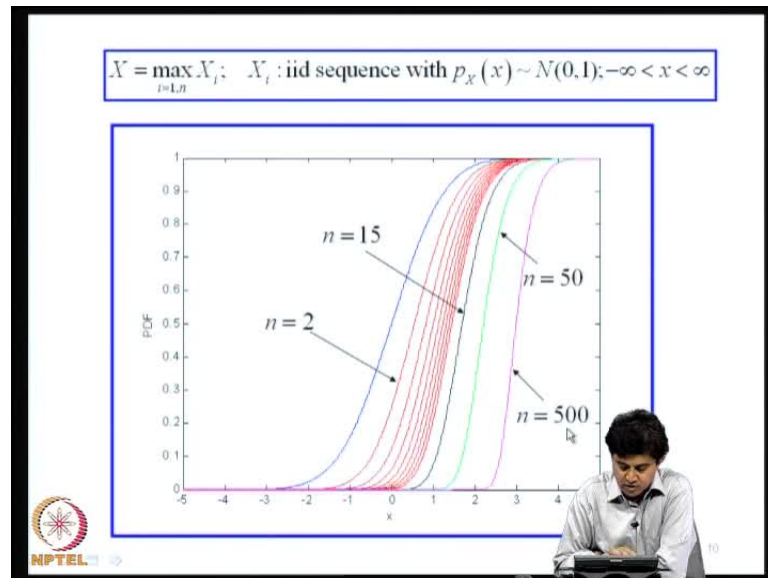 X = max X_i; X_i : iid sequence with p_X(x) ~ N(0,1); -∞ < x < ∞
i=1,n
1
0.9
0.8
0.7
n = 15
0.6
n = 50
PDF
0.5
n = 2
0.4
0.3
n = 500
0.2
0.1
0
-5 -4 -3 -2 -1 0 1 2 3 4
x
NPTEL